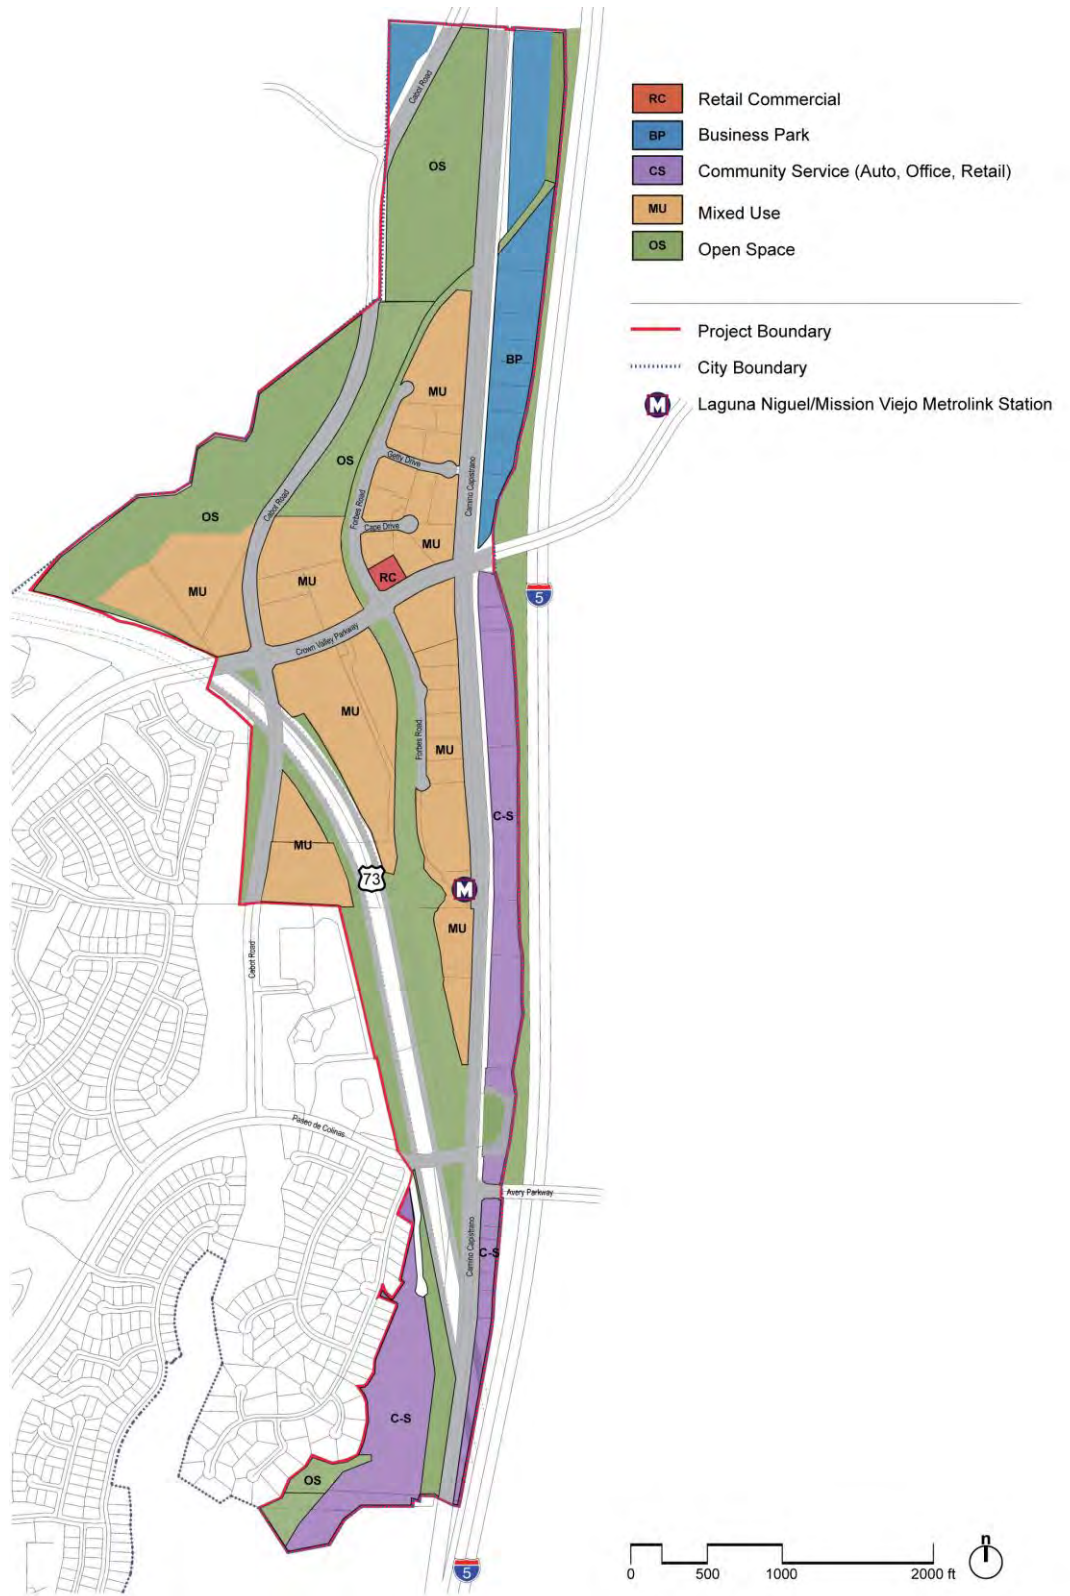 RC Retail Commercial
BP Business Park
CS Community Service (Auto, Office, Retail)
MU Mixed Use
OS Open Space
Project Boundary
City Boundary
M Laguna Niguel/Mission Viejo Metrolink Station
Cabot Road
OS
BP
MU
OS
Getty Drive
Camino Capistrano
Forbes Road
Cabot Road
OS
Cape Drive
MU
MU
RC
MU
5
Crown Valley Parkway
MU
Forbes Road
MU
C-S
MU
73
M
MU
Cabot Road
Paseo de Colinas
Avery Parkway
Camino Capistrano
C-S
C-S
OS
n
0 500 1000 2000 ft
5